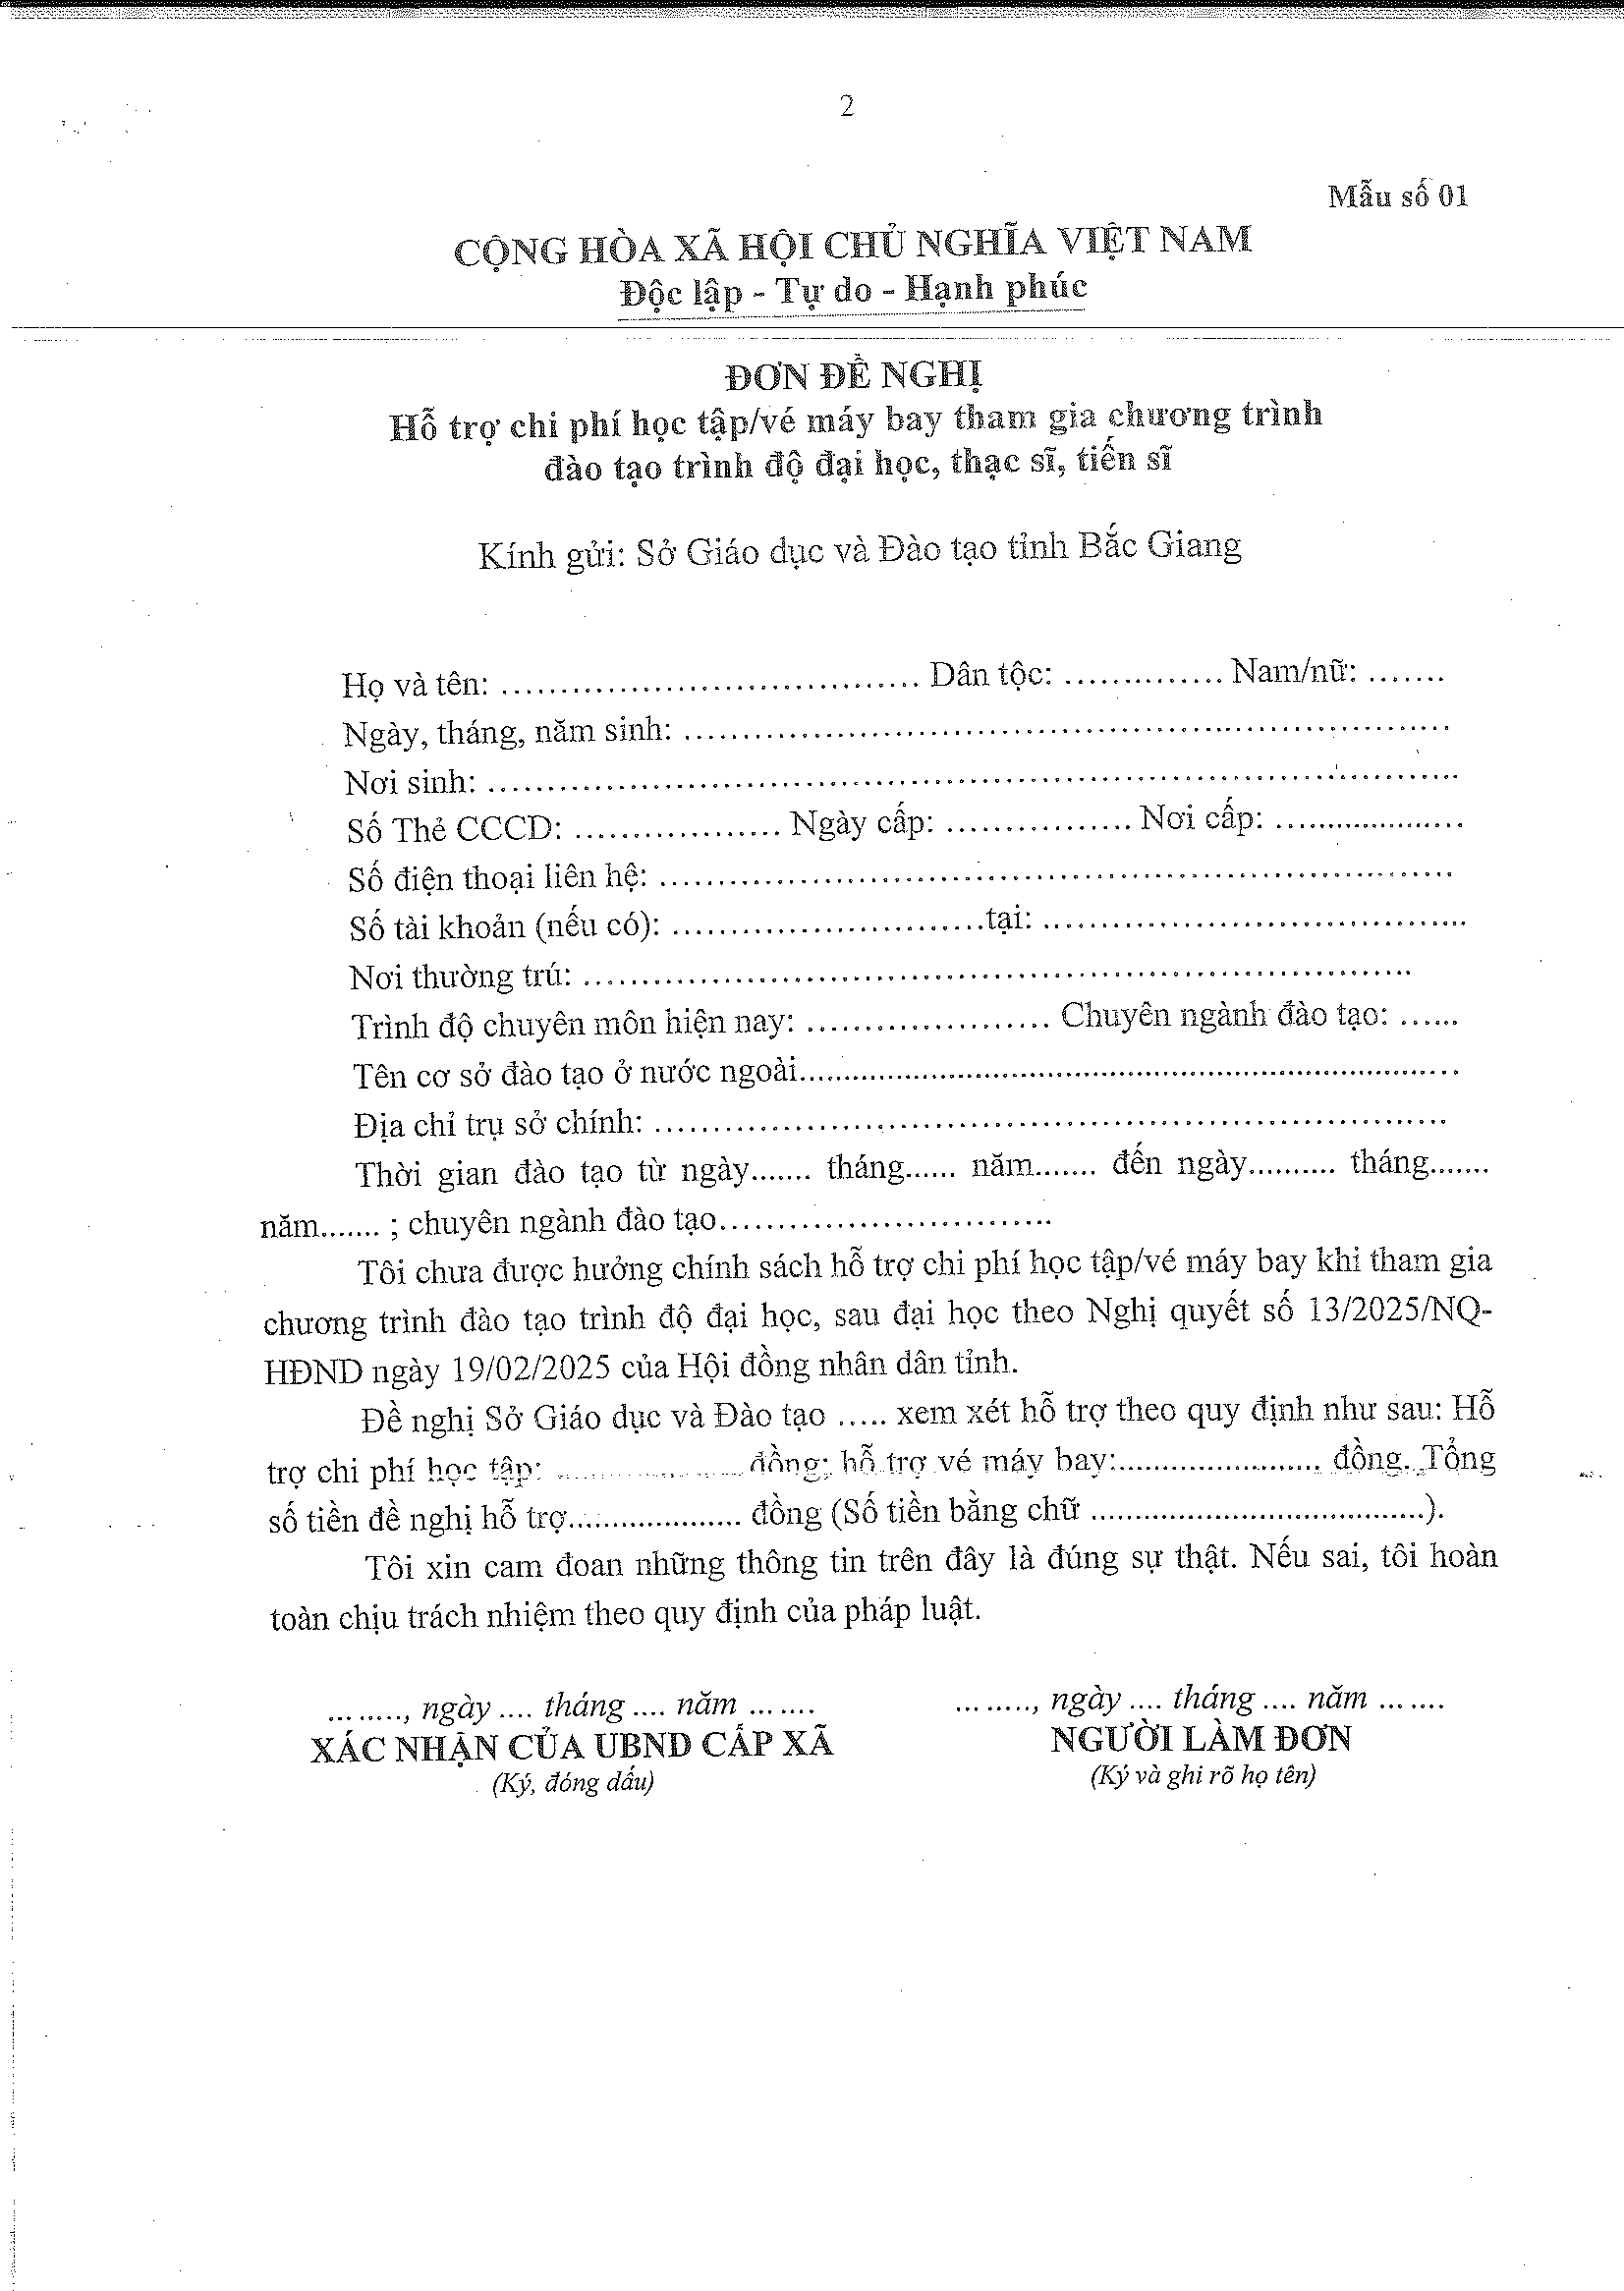 2
Mẫu số 01
CỘNG HÒA XÃ HỘI CHỦ NGHĨA VIỆT NAM
Độc lập - Tự do - Hạnh phúc
ĐƠN ĐỀ NGHỊ
Hỗ trợ chi phí học tập/vé máy bay tham gia chương trình
đào tạo trình độ đại học, thạc sĩ, tiến sĩ
Kính gửi: Sở Giáo dục và Đào tạo tỉnh Bắc Giang
Họ và tên: .......................................... Dân tộc: ................ Nam/nữ: .......
Ngày, tháng, năm sinh: ..............................................................................
Nơi sinh: ..................................................................................................
Số Thẻ CCCD: ..................... Ngày cấp: ................... Nơi cấp: ...................
Số điện thoại liên hệ: .................................................................................
Số tài khoản (nếu có): ................................tại: ...........................................
Nơi thường trú: ....................................................................................
Trình độ chuyên môn hiện nay: ......................... Chuyên ngành đào tạo: ......
Tên cơ sở đào tạo ở nước ngoài..................................................................
Địa chỉ trụ sở chính: ................................................................................
Thời gian đào tạo từ ngày....... tháng...... năm....... đến ngày.......... tháng.......
năm....... ; chuyên ngành đào tạo..................................
Tôi chưa được hưởng chính sách hỗ trợ chi phí học tập/vé máy bay khi tham gia
chương trình đào tạo trình độ đại học, sau đại học theo Nghị quyết số 13/2025/NQ-
HĐND ngày 19/02/2025 của Hội đồng nhân dân tỉnh.
Đề nghị Sở Giáo dục và Đào tạo ..... xem xét hỗ trợ theo quy định như sau: Hỗ
trợ chi phí học tập: ...................... đồng; hỗ trợ vé máy bay:........................ đồng. Tổng
số tiền đề nghị hỗ trợ.................... đồng (Số tiền bằng chữ .......................................).
Tôi xin cam đoan những thông tin trên đây là đúng sự thật. Nếu sai, tôi hoàn
toàn chịu trách nhiệm theo quy định của pháp luật.
... ....., ngày .... tháng .... năm ... ....
XÁC NHẬN CỦA UBND CẤP XÃ
(Ký, đóng dấu)
... ....., ngày .... tháng .... năm ... ....
NGƯỜI LÀM ĐƠN
(Ký và ghi rõ họ tên)